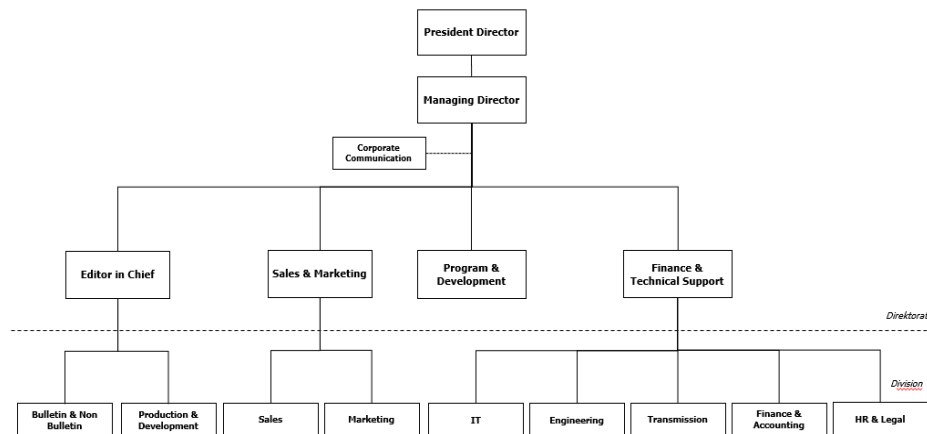 President Director
Managing Director
Corporate
Communication
Editor in Chief
Sales & Marketing
Program &
Development
Finance &
Technical Support
Direktorat
Division
Bulletin & Non
Bulletin
Production &
Development
Sales
Marketing
IT
Engineering
Transmission
Finance &
Accounting
HR & Legal